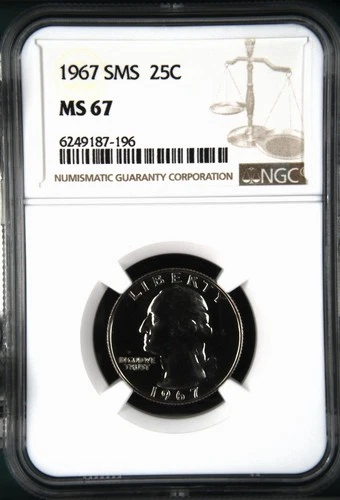 1967 SMS 25C
MS 67
6249187-196
NUMISMATIC GUARANTY CORPORATION
NGC
LIBERTY
IN GOD WE
TRUST
1967